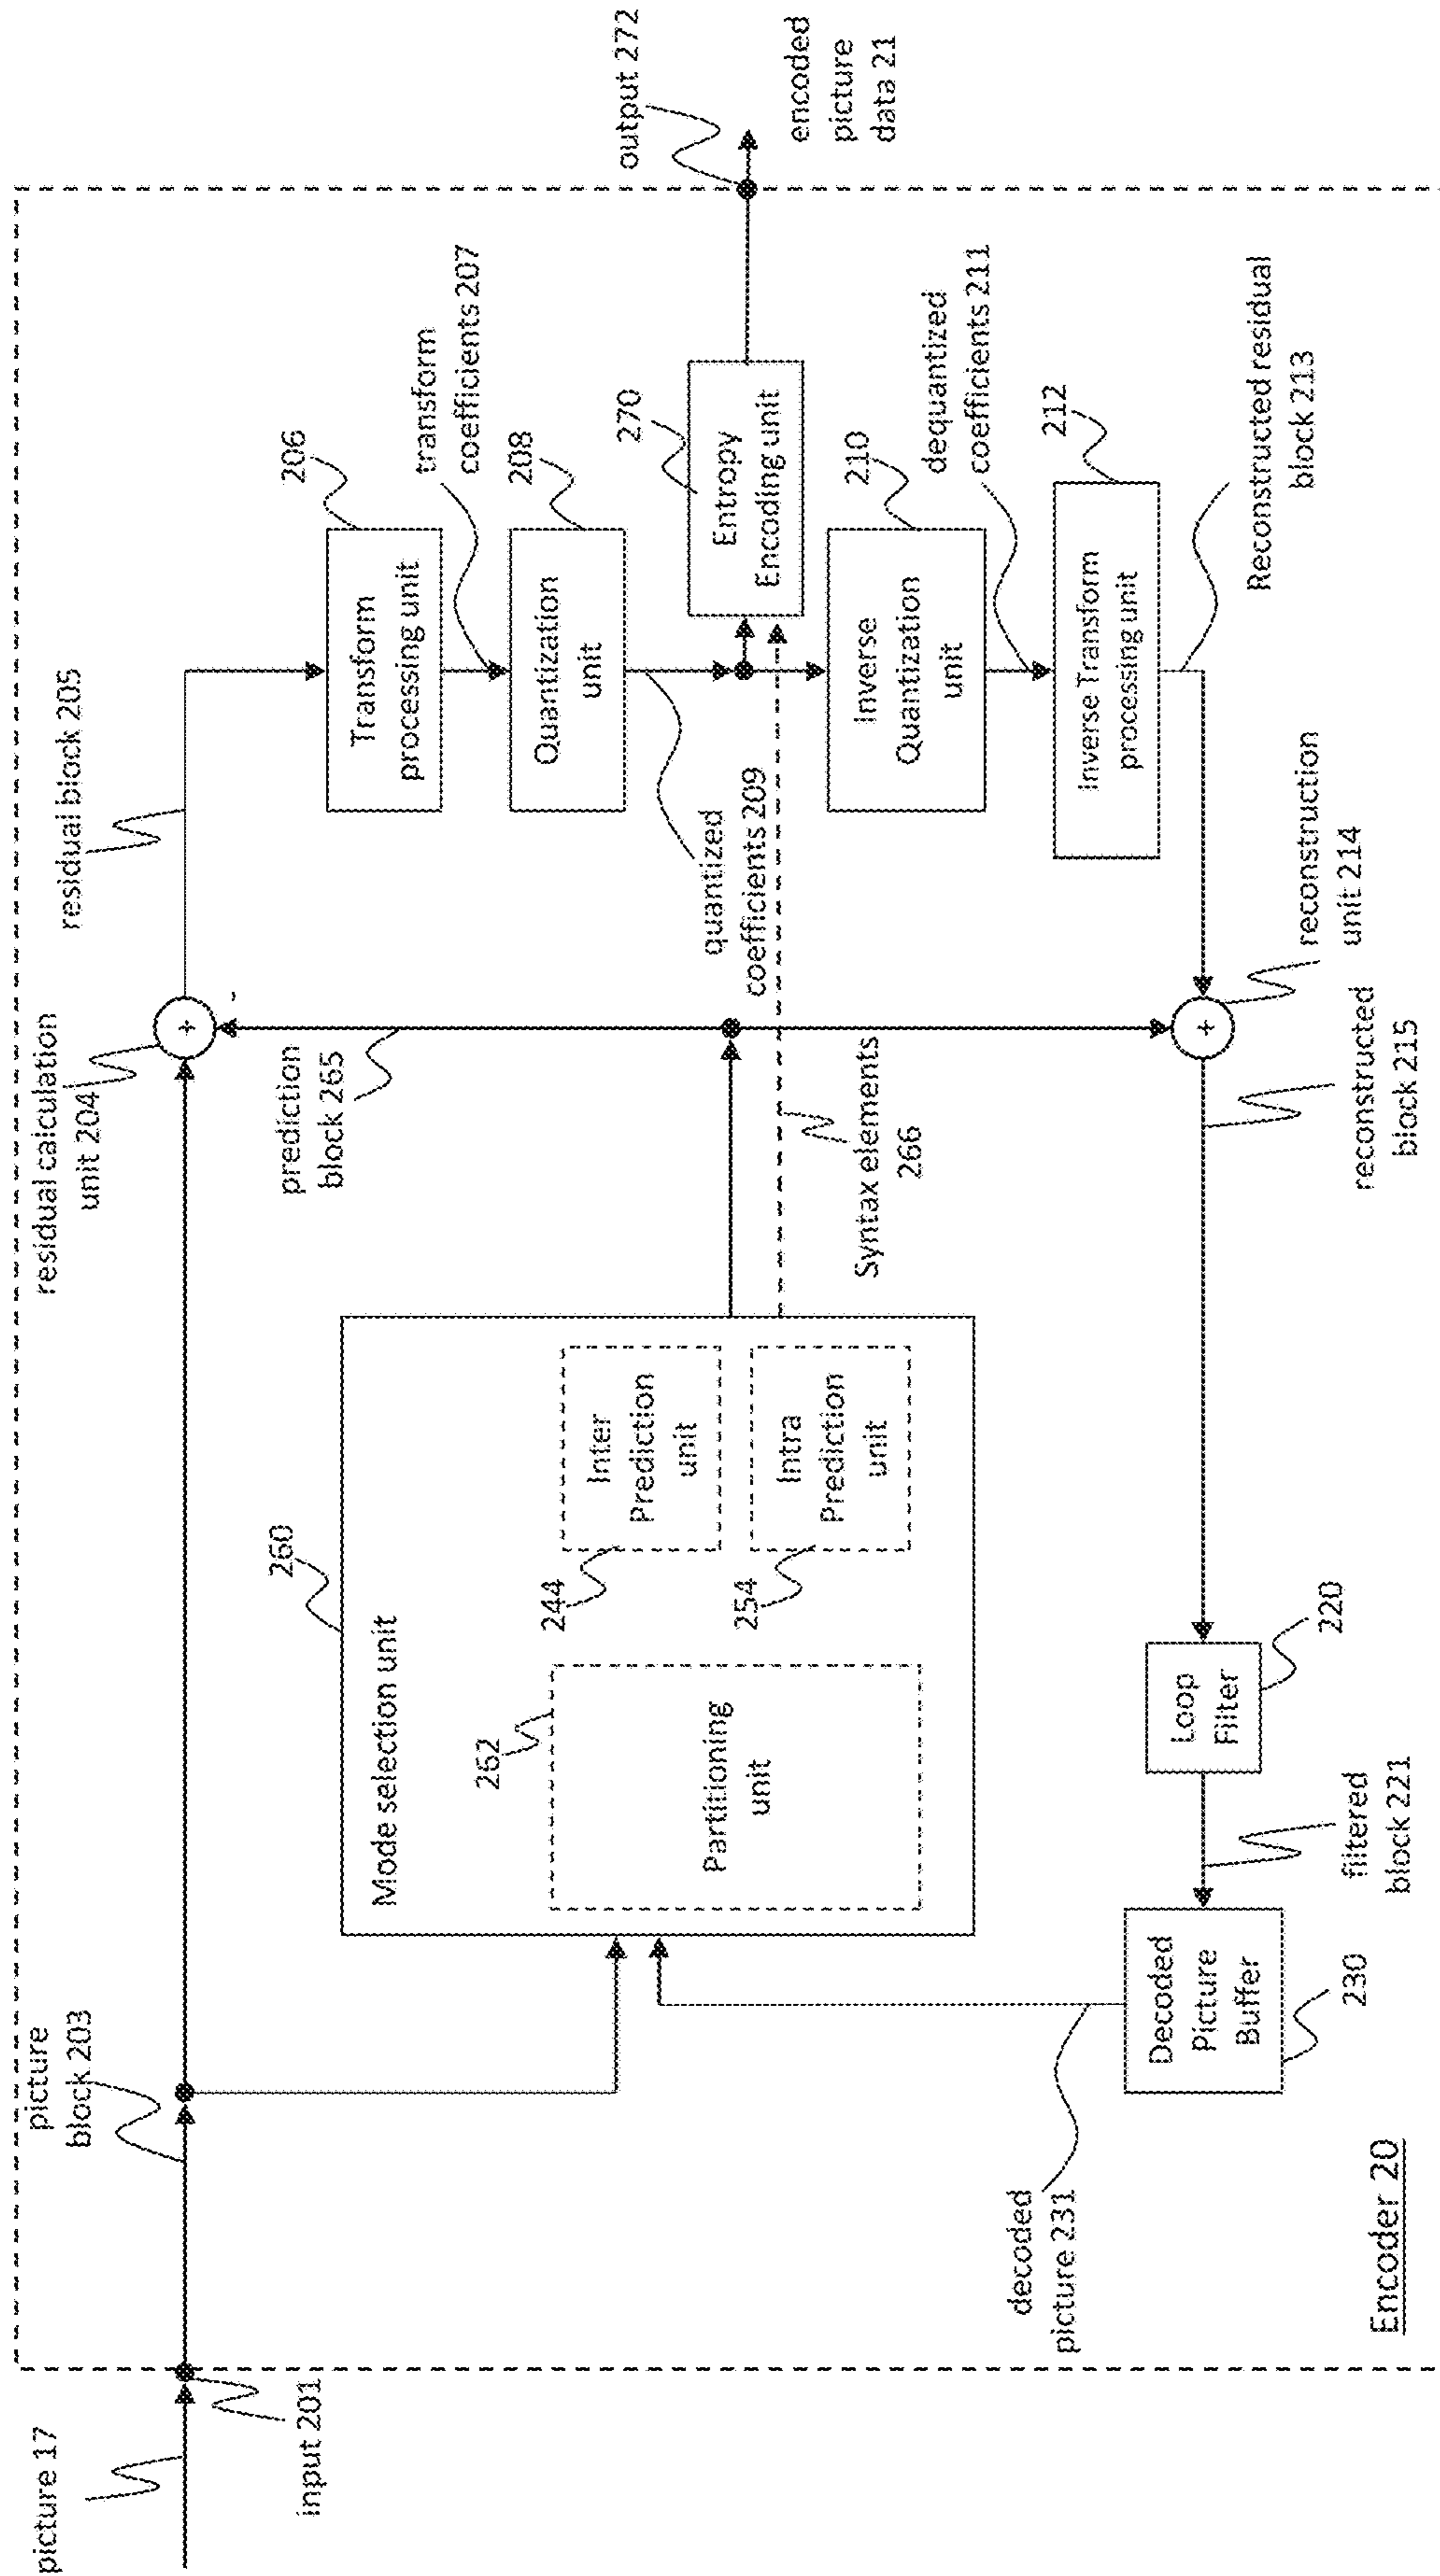 picture 17
input 201
picture
block 203
residual calculation
unit 204
+
-
residual block 205
206
Transform
processing unit
transform
coefficients 207
208
Quantization
unit
quantized
coefficients 209
270
Entropy
Encoding unit
output 272
encoded
picture
data 21
210
Inverse
Quantization
unit
dequantized
coefficients 211
212
Inverse Transform
processing unit
Reconstructed residual
block 213
prediction
block 265
Syntax elements
266
260
Mode selection unit
262
Partitioning
unit
244
Inter
Prediction
unit
254
Intra
Prediction
unit
+
reconstruction
unit 214
reconstructed
block 215
220
Loop
Filter
filtered
block 221
Decoded
Picture
Buffer
230
decoded
picture 231
Encoder 20